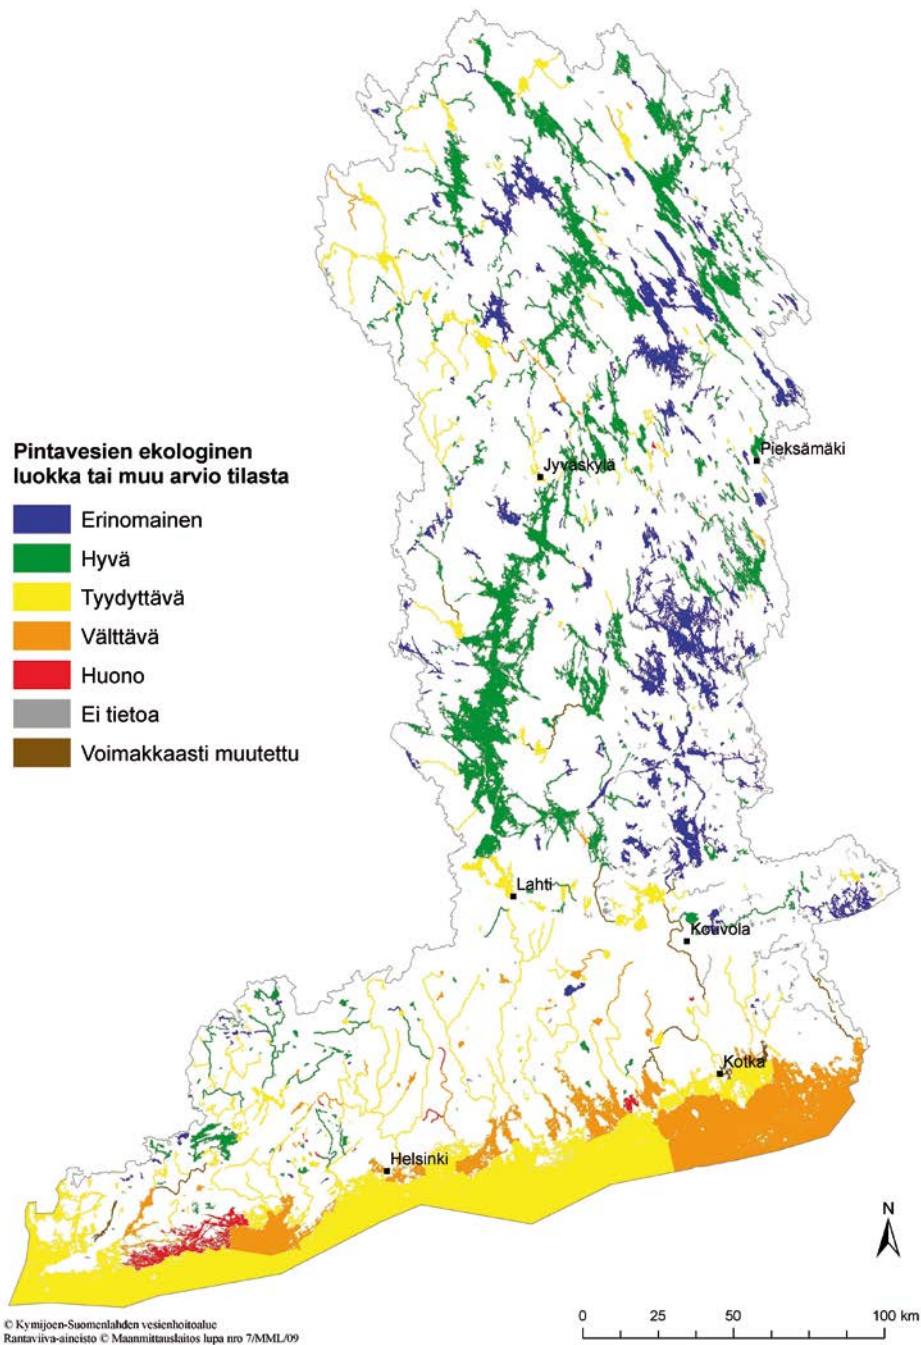 Pieksämäki
Jyväskylä
Pintavesien ekologinen
luokka tai muu arvio tilasta
Erinomainen
Hyvä
Tyydyttävä
Välttävä
Huono
Ei tietoa
Voimakkaasti muutettu
Lahti
Kouvola
Kotka
Helsinki
N
0 25 50 100 km
© Kymijoen-Suomenlahden vesienhoitoalue
Rantaviiva-aineisto © Maanmittauslaitos lupa nro 7/MML/09